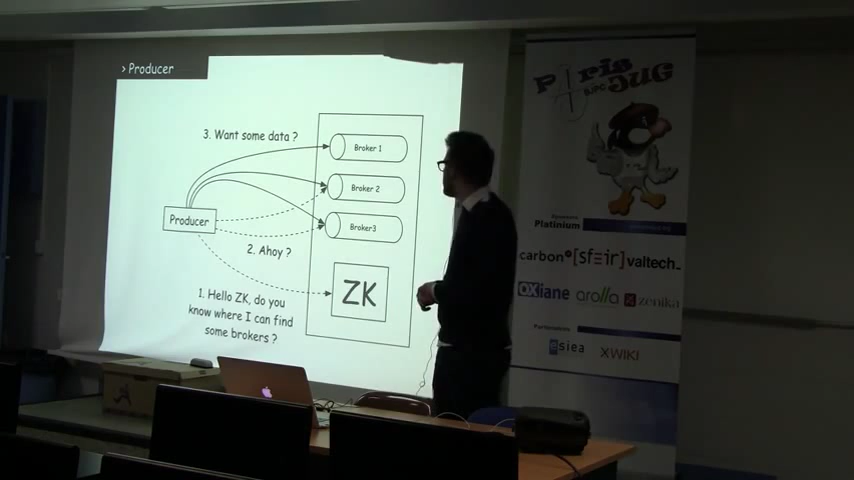 > Producer
3. Want some data ?
Broker 1
Broker 2
Broker3
Producer
2. Ahoy ?
ZK
1. Hello ZK, do you
know where I can find
some brokers ?
Paris
JUG
Platinium
carbon
[sfeir]
valtech_
oxiane
arolla
zenika
esiea
XWIKI